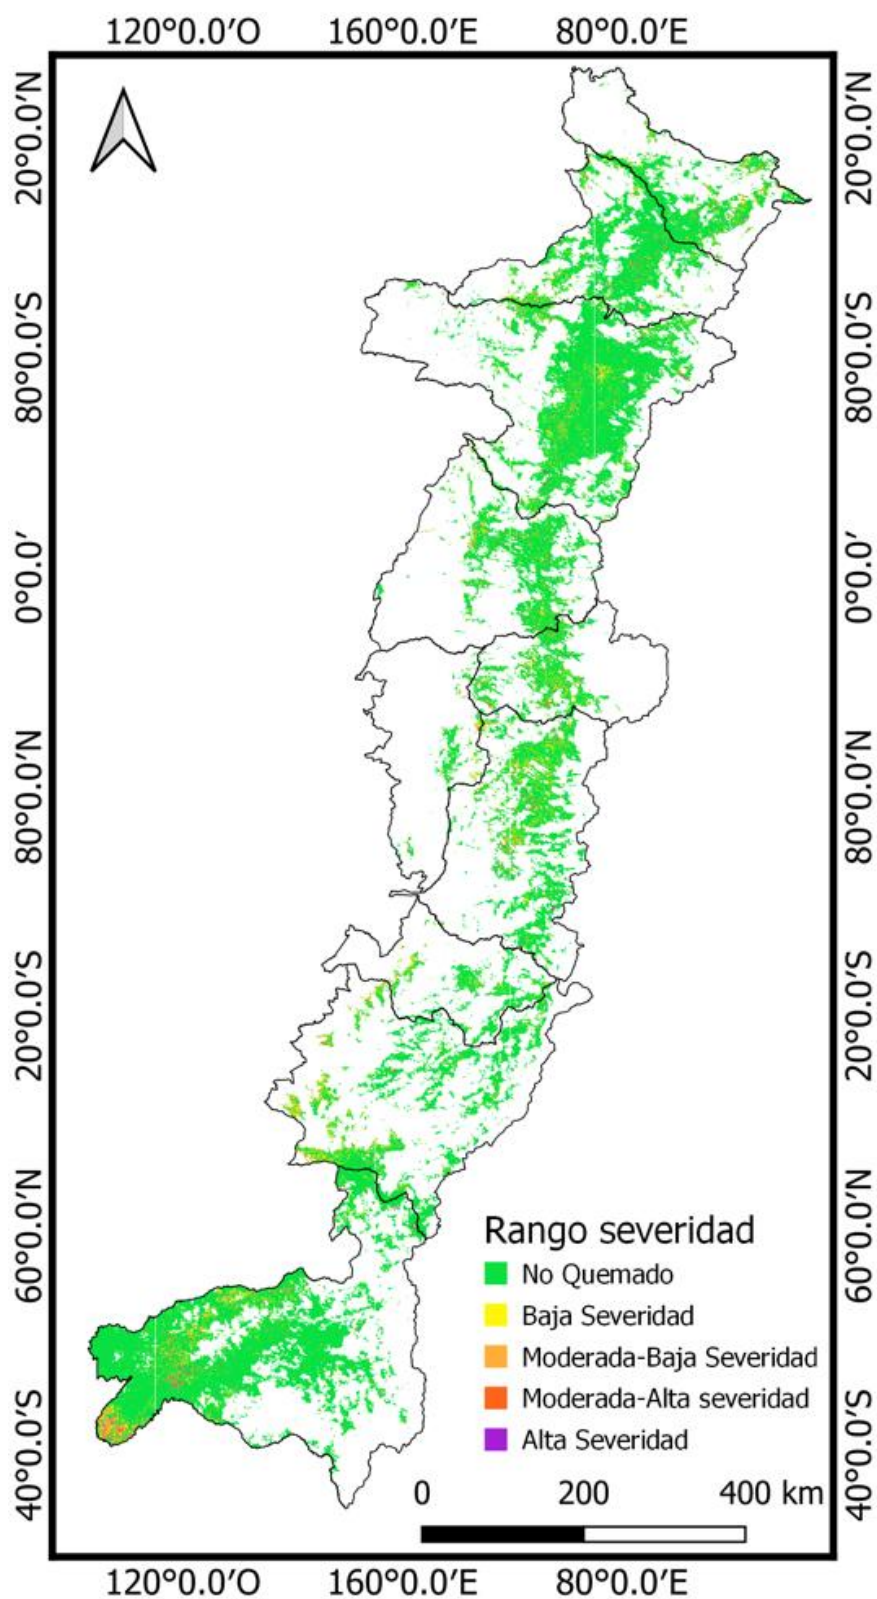 120°0.0'O 160°0.0'E 80°0.0'E
20°0.0'N 20°0.0'N
80°0.0'S 80°0.0'S
0°0.0' 0°0.0'
80°0.0'N 80°0.0'N
20°0.0'S 20°0.0'S
60°0.0'N 60°0.0'N
40°0.0'S 40°0.0'S
Rango severidad
No Quemado
Baja Severidad
Moderada-Baja Severidad
Moderada-Alta severidad
Alta Severidad
0 200 400 km
120°0.0'O 160°0.0'E 80°0.0'E